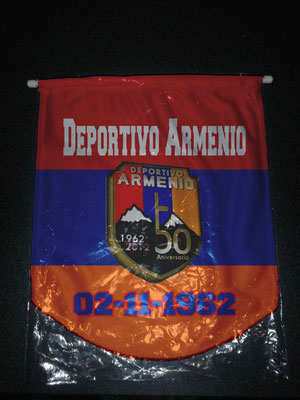 DEPORTIVO ARMENIO
DEPORTIVO
ARMENIO
1962
2012
50
Aniversario
02-11-1962